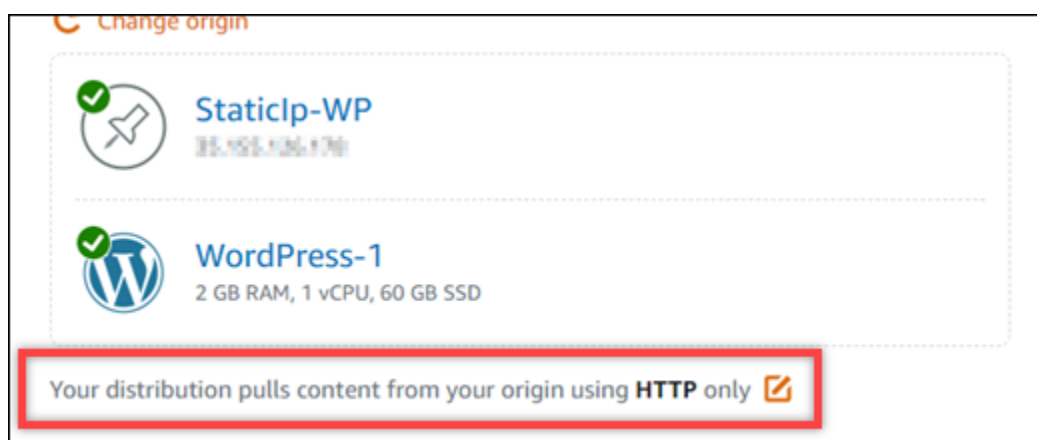 Change origin
StaticIp-WP
WordPress-1
2 GB RAM, 1 vCPU, 60 GB SSD
Your distribution pulls content from your origin using HTTP only